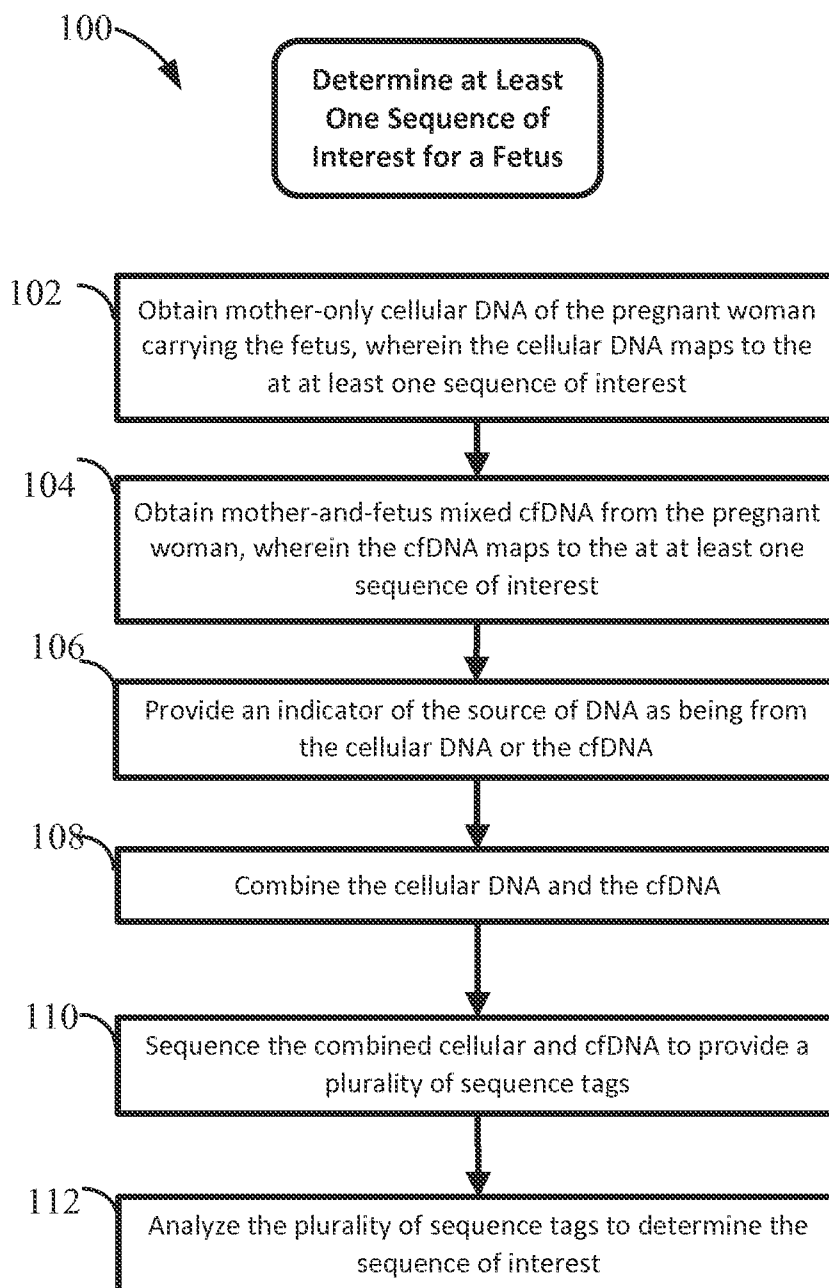 100
Determine at Least
One Sequence of
Interest for a Fetus
102
Obtain mother-only cellular DNA of the pregnant woman
carrying the fetus, wherein the cellular DNA maps to the
at at least one sequence of interest
104
Obtain mother-and-fetus mixed cfDNA from the pregnant
woman, wherein the cfDNA maps to the at at least one
sequence of interest
106
Provide an indicator of the source of DNA as being from
the cellular DNA or the cfDNA
108
Combine the cellular DNA and the cfDNA
110
Sequence the combined cellular and cfDNA to provide a
plurality of sequence tags
112
Analyze the plurality of sequence tags to determine the
sequence of interest